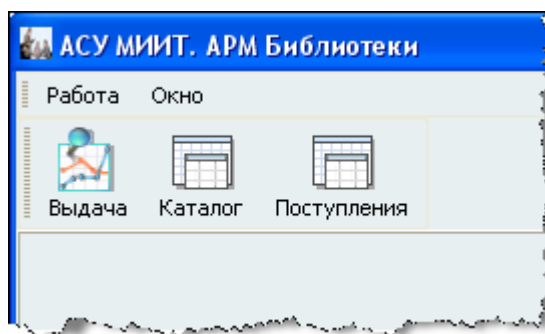 АСУ МИИТ. АРМ Библиотеки
Работа Окно
Выдача Каталог Поступления